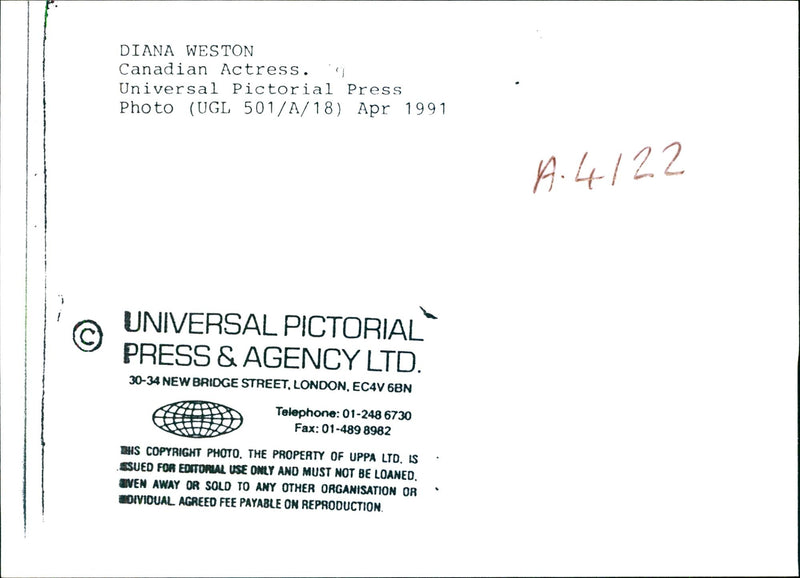 DIANA WESTON
Canadian Actress.
Universal Pictorial Press
Photo (UGL 501/A/18) Apr 1991
A.4122
© UNIVERSAL PICTORIAL
PRESS & AGENCY LTD.
30-34 NEW BRIDGE STREET, LONDON, EC4V 6BN
Telephone: 01-248 6730
Fax: 01-489 8982
THIS COPYRIGHT PHOTO. THE PROPERTY OF UPPA LTD. IS
ISSUED FOR EDITORIAL USE ONLY AND MUST NOT BE LOANED,
GIVEN AWAY OR SOLD TO ANY OTHER ORGANISATION OR
INDIVIDUAL. AGREED FEE PAYABLE ON REPRODUCTION.